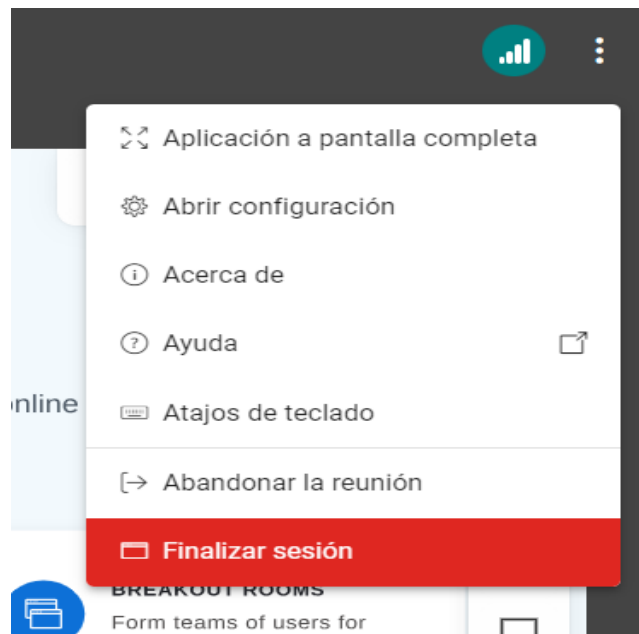 Aplicación a pantalla completa
Abrir configuración
Acerca de
Ayuda
online
Atajos de teclado
Abandonar la reunión
Finalizar sesión
BREAKOUT ROOMS
Form teams of users for